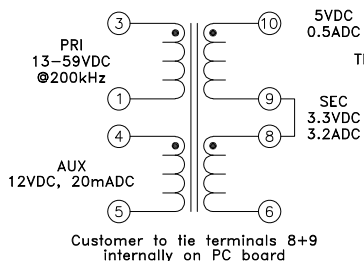 3
10
5VDC
0.5ADC
PRI
13-59VDC
@200kHz
1
9
SEC
3.3VDC
3.2ADC
4
8
AUX
12VDC, 20mADC
5
6
Customer to tie terminals 8+9
internally on PC board